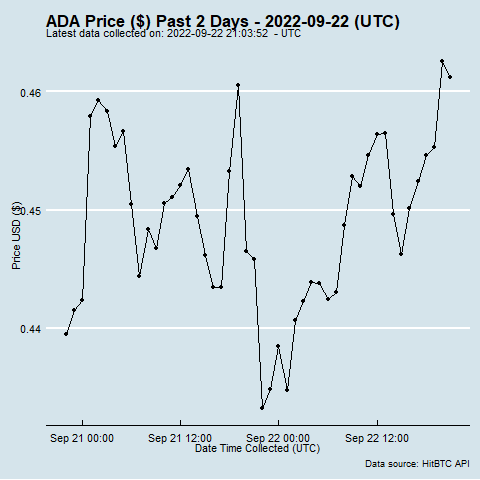 ADA Price ($) Past 2 Days - 2022-09-22 (UTC)
Latest data collected on: 2022-09-22 21:03:52 - UTC
0.46
0.45
0.44
Price USD ($)
Sep 21 00:00
Sep 21 12:00
Sep 22 00:00
Sep 22 12:00
Date Time Collected (UTC)
Data source: HitBTC API